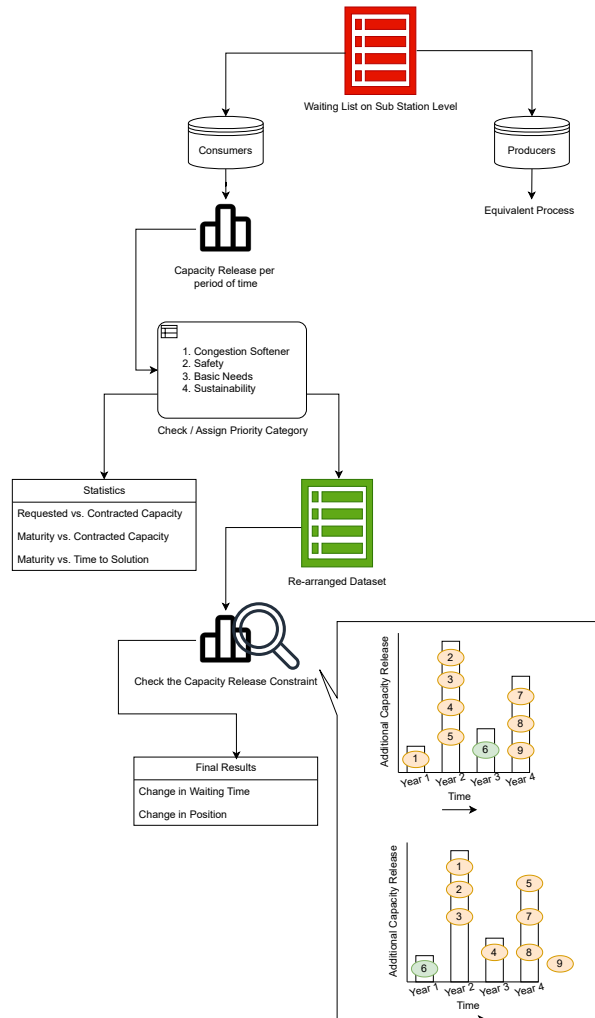 Waiting List on Sub Station Level
Consumers
Producers
Equivalent Process
Capacity Release per
period of time
1. Congestion Softener
2. Safety
3. Basic Needs
4. Sustainability
Check / Assign Priority Category
Statistics
Requested vs. Contracted Capacity
Maturity vs. Contracted Capacity
Maturity vs. Time to Solution
Re-arranged Dataset
Check the Capacity Release Constraint
Final Results
Change in Waiting Time
Change in Position
Additional Capacity Release
2
3
4
5
1
6
7
8
9
Year 1
Year 2
Year 3
Year 4
Time
Additional Capacity Release
1
2
3
6
4
5
7
8
9
Year 1
Year 2
Year 3
Year 4
Time